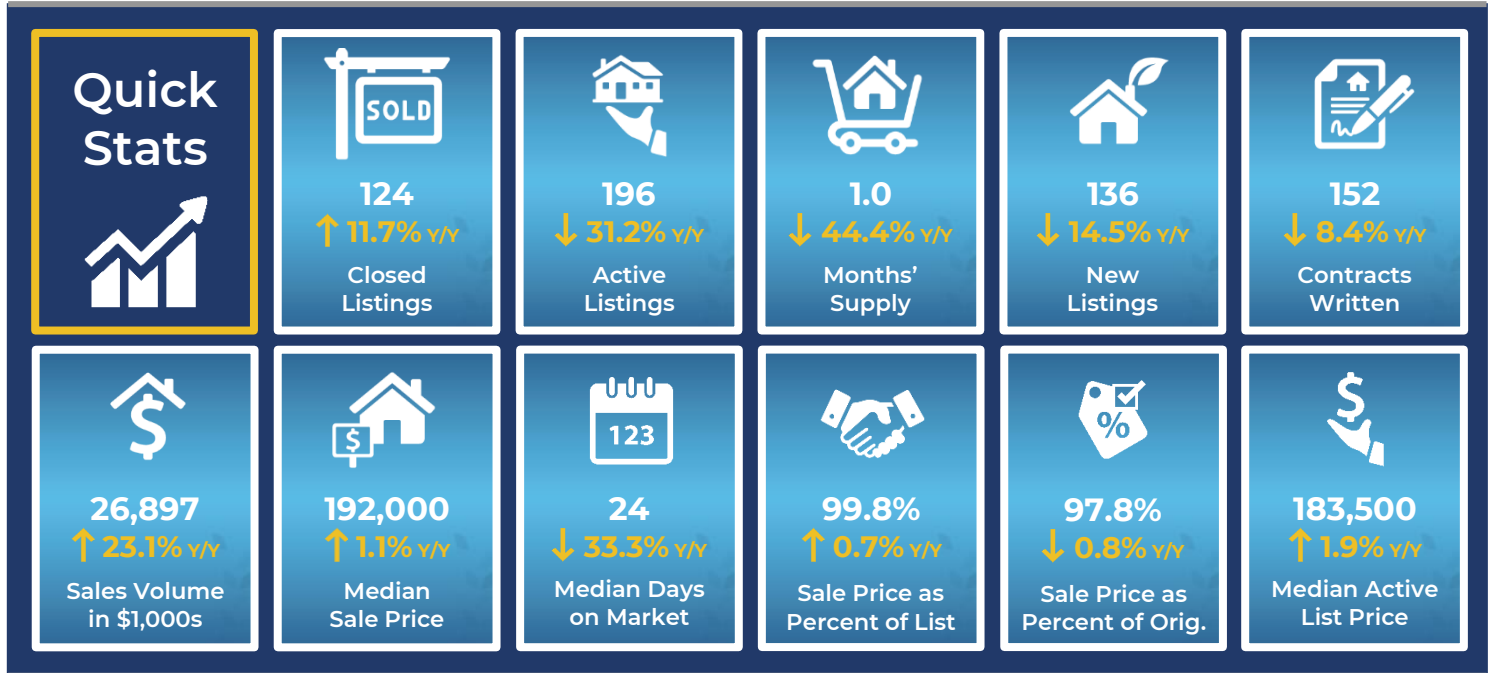 Quick
Stats
SOLD
124
↑ 11.7% Y/Y
Closed
Listings
196
↓ 31.2% Y/Y
Active
Listings
1.0
↓ 44.4% Y/Y
Months’
Supply
136
↓ 14.5% Y/Y
New
Listings
152
↓ 8.4% Y/Y
Contracts
Written
$
26,897
↑ 23.1% Y/Y
Sales Volume
in $1,000s
$
192,000
↑ 1.1% Y/Y
Median
Sale Price
123
24
↓ 33.3% Y/Y
Median Days
on Market
99.8%
↑ 0.7% Y/Y
Sale Price as
Percent of List
%
97.8%
↓ 0.8% Y/Y
Sale Price as
Percent of Orig.
$
183,500
↑ 1.9% Y/Y
Median Active
List Price